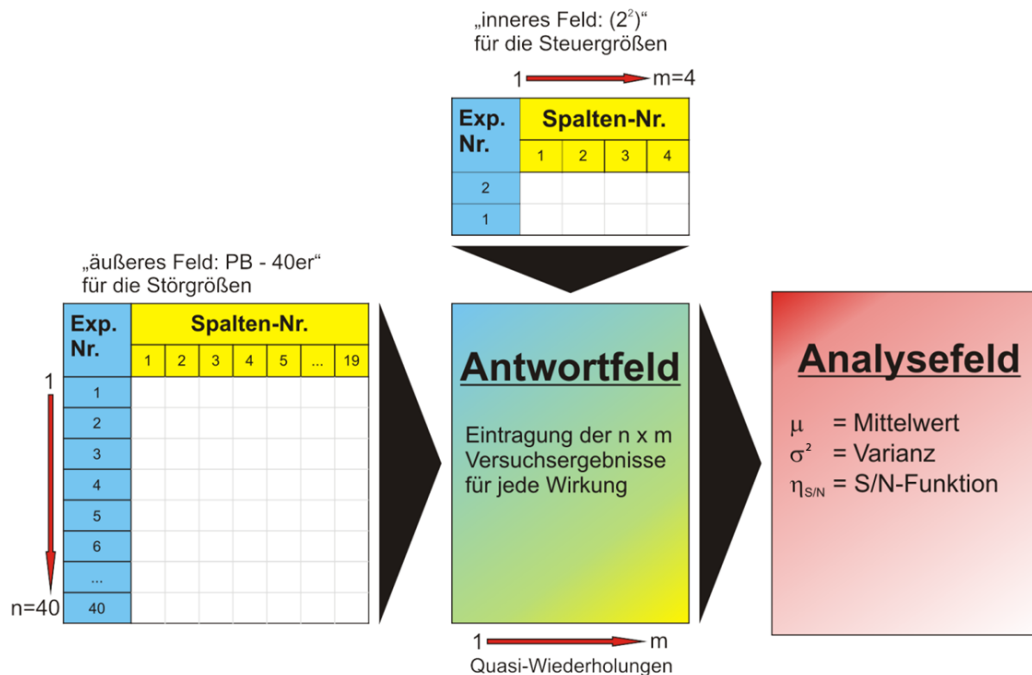 „inneres Feld: (2²)“
für die Steuergrößen
1 m=4
Exp. Nr.
Spalten-Nr.
1 2 3 4
2
1
„äußeres Feld: PB - 40er“
für die Störgrößen
Exp. Nr.
Spalten-Nr.
1 2 3 4 5 ... 19
1
n=40
1
2
3
4
5
6
...
40
Antwortfeld
Eintragung der n x m
Versuchsergebnisse
für jede Wirkung
1 m
Quasi-Wiederholungen
Analysefeld
μ = Mittelwert
σ² = Varianz
η S/N = S/N-Funktion